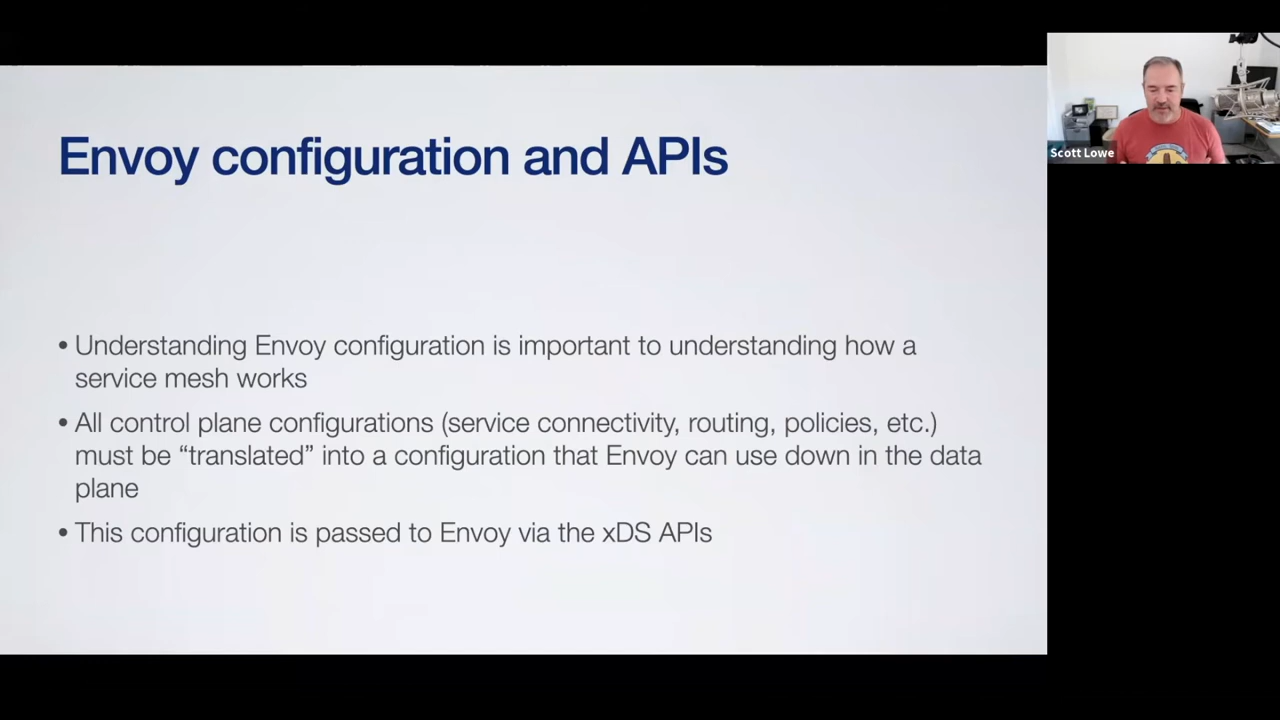 Envoy configuration and APIs
• Understanding Envoy configuration is important to understanding how a
service mesh works
• All control plane configurations (service connectivity, routing, policies, etc.)
must be “translated” into a configuration that Envoy can use down in the data
plane
• This configuration is passed to Envoy via the xDS APIs
Scott Lowe